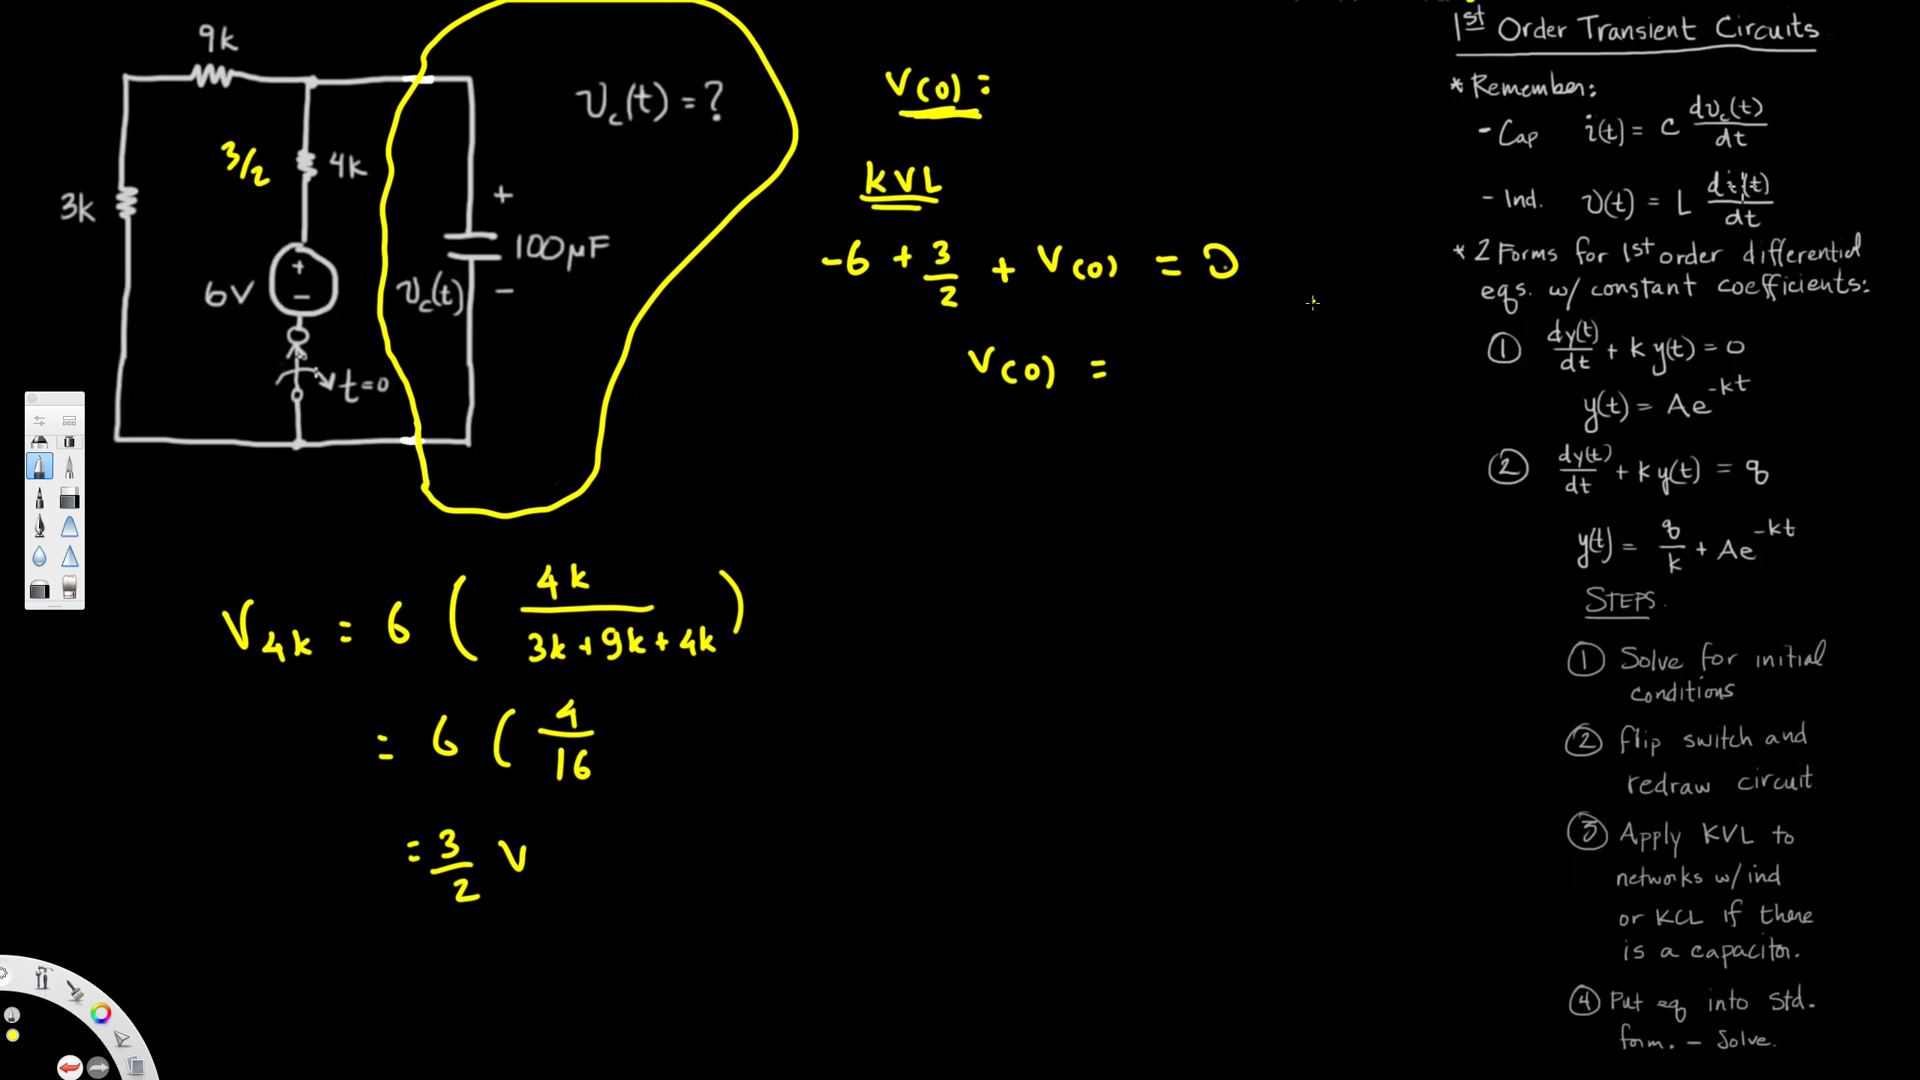 9k
v_c(t) = ?
3/2
4k
3k
+
100μF
6V
+
-
v_c(t)
-
t=0
V(0) :
KVL
-6 + 3/2 + V(0) = 0
V(0) =
V4k = 6 ( 4k / 3k + 9k + 4k )
= 6 ( 4/16
= 3/2 V
1st Order Transient Circuits
* Remember:
- Cap i(t) = C dv_c(t)/dt
- Ind. v(t) = L di(t)/dt
* 2 Forms for 1st order differential
eqs. w/ constant coefficients:
① dy(t)/dt + k y(t) = 0
y(t) = Ae^-kt
② dy(t)/dt + k y(t) = q
y(t) = q/k + Ae^-kt
STEPS.
① Solve for initial
conditions
② flip switch and
redraw circuit
③ Apply KVL to
networks w/ ind
or KCL if there
is a capacitor.
④ Put eq into Std.
form. - Solve.